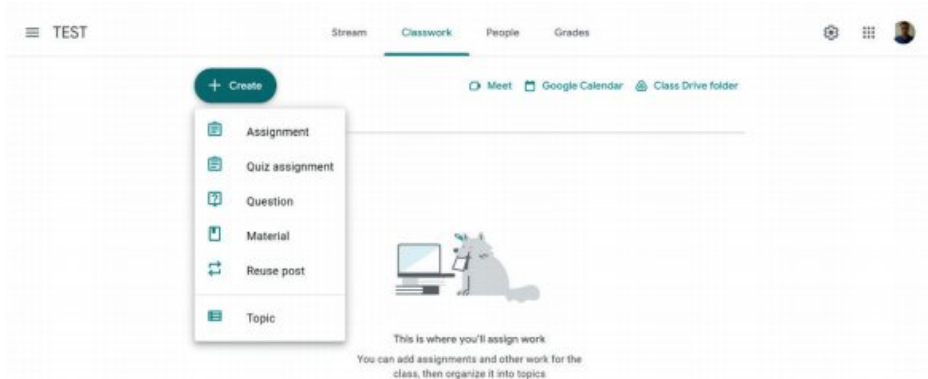 TEST
Stream Classwork People Grades
+ Create
Meet Google Calendar Class Drive folder
Assignment
Quiz assignment
Question
Material
Reuse post
Topic
This is where you'll assign work
You can add assignments and other work for the
class, then organize it into topics